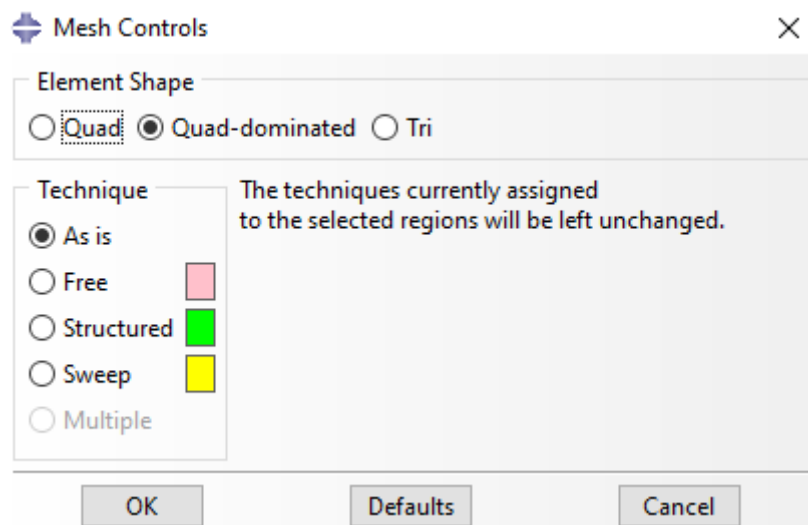 Mesh Controls
Element Shape
Quad Quad-dominated Tri
Technique
The techniques currently assigned
to the selected regions will be left unchanged.
As is
Free
Structured
Sweep
Multiple
OK Defaults Cancel